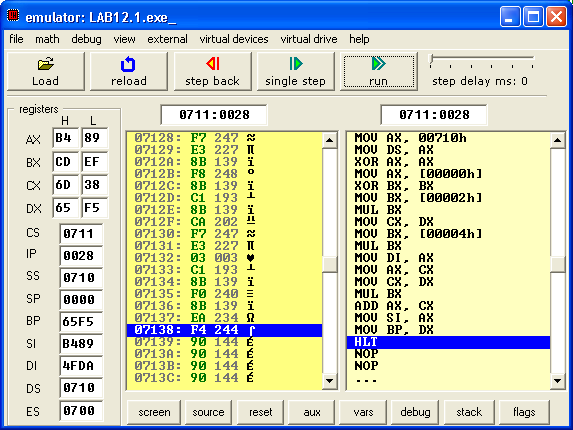 emulator: LAB12.1.exe_
file math debug view external virtual devices virtual drive help
Load reload step back single step run step delay ms: 0
registers 0711:0028 0711:0028
H L
AX B4 89
BX CD EF
CX 6D 38
DX 65 F5
CS 0711
IP 0028
SS 0710
SP 0000
BP 65F5
SI B489
DI 4FDA
DS 0710
ES 0700
07128: F7 247 ≈
07129: E3 227 π
0712A: 8B 139 ï
0712B: F8 248 °
0712C: 8B 139 ï
0712D: C1 193 ┴
0712E: 8B 139 ï
0712F: CA 202 ╩
07130: F7 247 ≈
07131: E3 227 π
07132: 03 003 ♥
07133: C1 193 ┴
07134: 8B 139 ï
07135: F0 240 ≡
07136: 8B 139 ï
07137: EA 234 Ω
07138: F4 244 ⌠
07139: 90 144 É
0713A: 90 144 É
0713B: 90 144 É
0713C: 90 144 É
MOV AX, 00710h
MOV DS, AX
XOR AX, AX
MOV AX, [00000h]
XOR BX, BX
MOV BX, [00002h]
MUL BX
MOV CX, DX
MOV BX, [00004h]
MUL BX
MOV DI, AX
MOV AX, CX
MOV CX, DX
MUL BX
ADD AX, CX
MOV SI, AX
MOV BP, DX
HLT
NOP
NOP
...
screen source reset aux vars debug stack flags